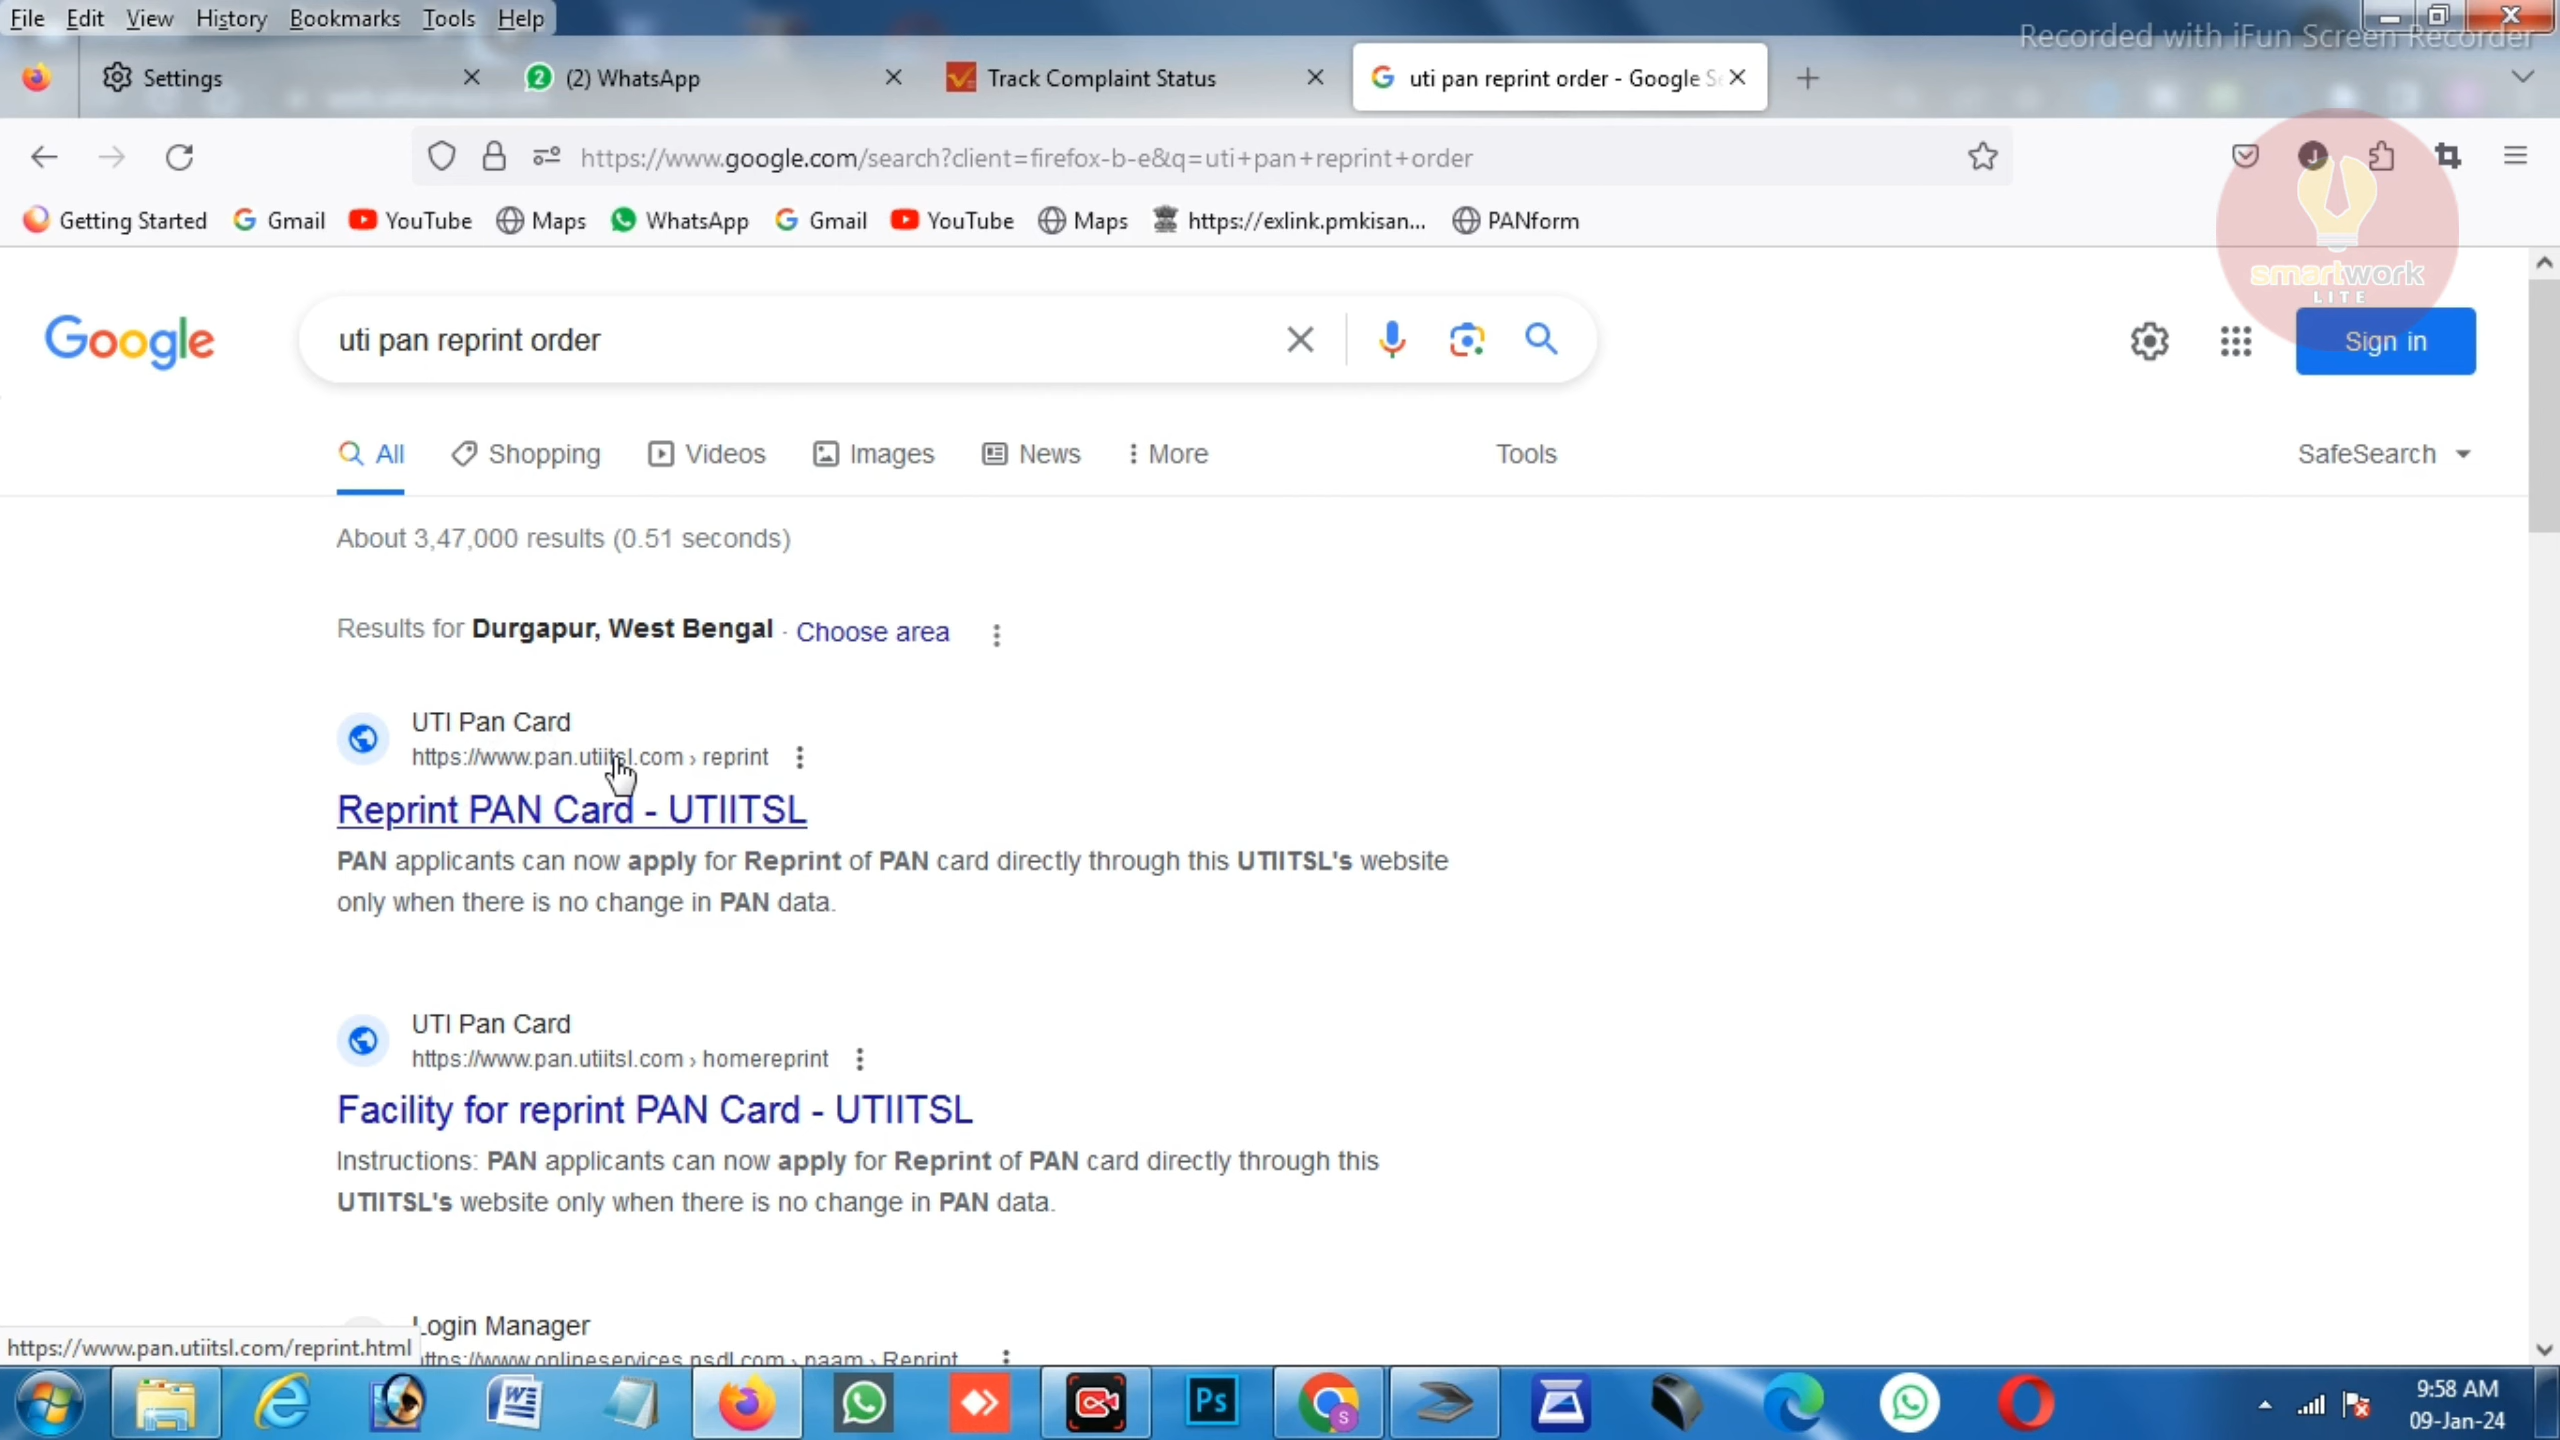 File Edit View History Bookmarks Tools Help
Recorded with iFun Screen Recorder
Settings
2 (2) WhatsApp
Track Complaint Status
uti pan reprint order - Google S
https://www.google.com/search?client=firefox-b-e&q=uti+pan+reprint+order
J
Getting Started Gmail YouTube Maps WhatsApp Gmail YouTube Maps https://exlink.pmkisan... PANform
smartwork
LITE
Google
uti pan reprint order
Sign in
All Shopping Videos Images News More Tools SafeSearch
About 3,47,000 results (0.51 seconds)
Results for Durgapur, West Bengal · Choose area
UTI Pan Card
https://www.pan.utiitsl.com › reprint
Reprint PAN Card - UTIITSL
PAN applicants can now apply for Reprint of PAN card directly through this UTIITSL's website
only when there is no change in PAN data.
UTI Pan Card
https://www.pan.utiitsl.com › homereprint
Facility for reprint PAN Card - UTIITSL
Instructions: PAN applicants can now apply for Reprint of PAN card directly through this
UTIITSL's website only when there is no change in PAN data.
Login Manager
https://www.pan.utiitsl.com/reprint.html
https://www.onlineservices.nsdl.com › paam › Reprint
Ps
S
9:58 AM
09-Jan-24